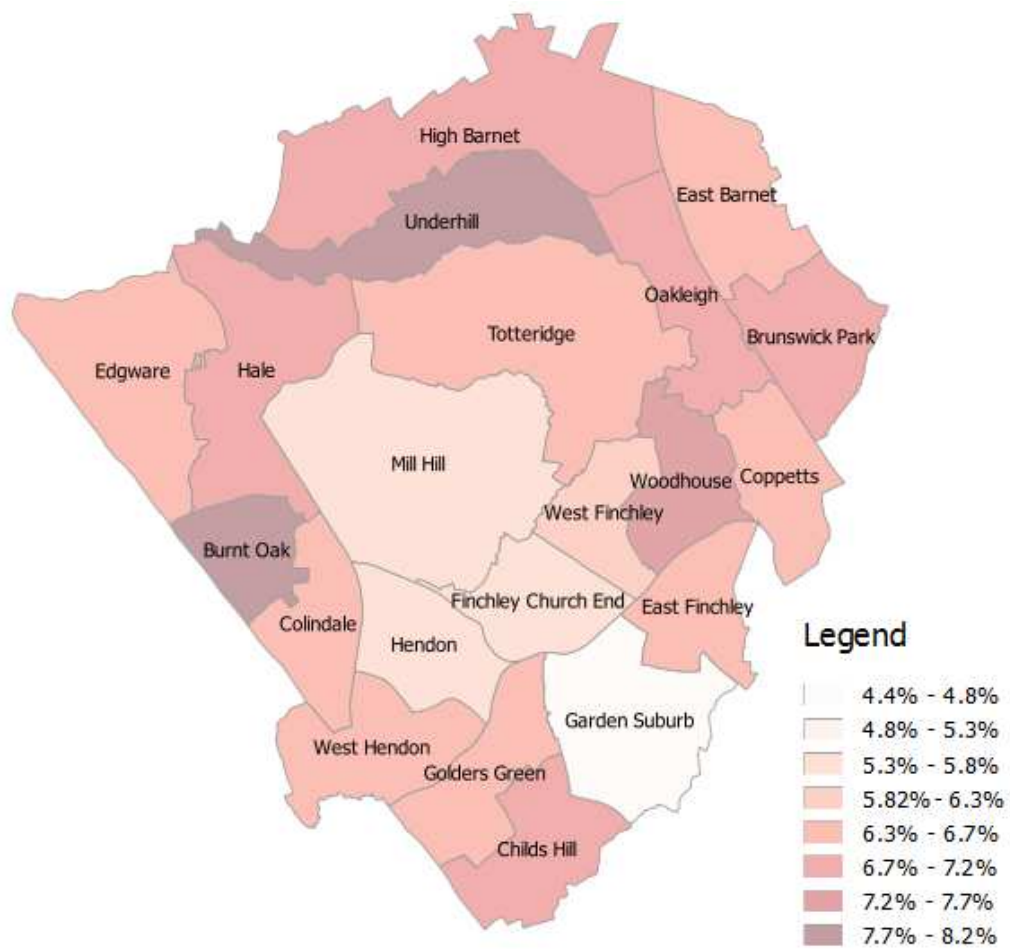 High Barnet
East Barnet
Underhill
Oakleigh
Totteridge
Brunswick Park
Edgware
Hale
Mill Hill
Woodhouse
Coppetts
West Finchley
Burnt Oak
Finchley Church End
East Finchley
Colindale
Hendon
Garden Suburb
West Hendon
Golders Green
Childs Hill
Legend
4.4% - 4.8%
4.8% - 5.3%
5.3% - 5.8%
5.82% - 6.3%
6.3% - 6.7%
6.7% - 7.2%
7.2% - 7.7%
7.7% - 8.2%